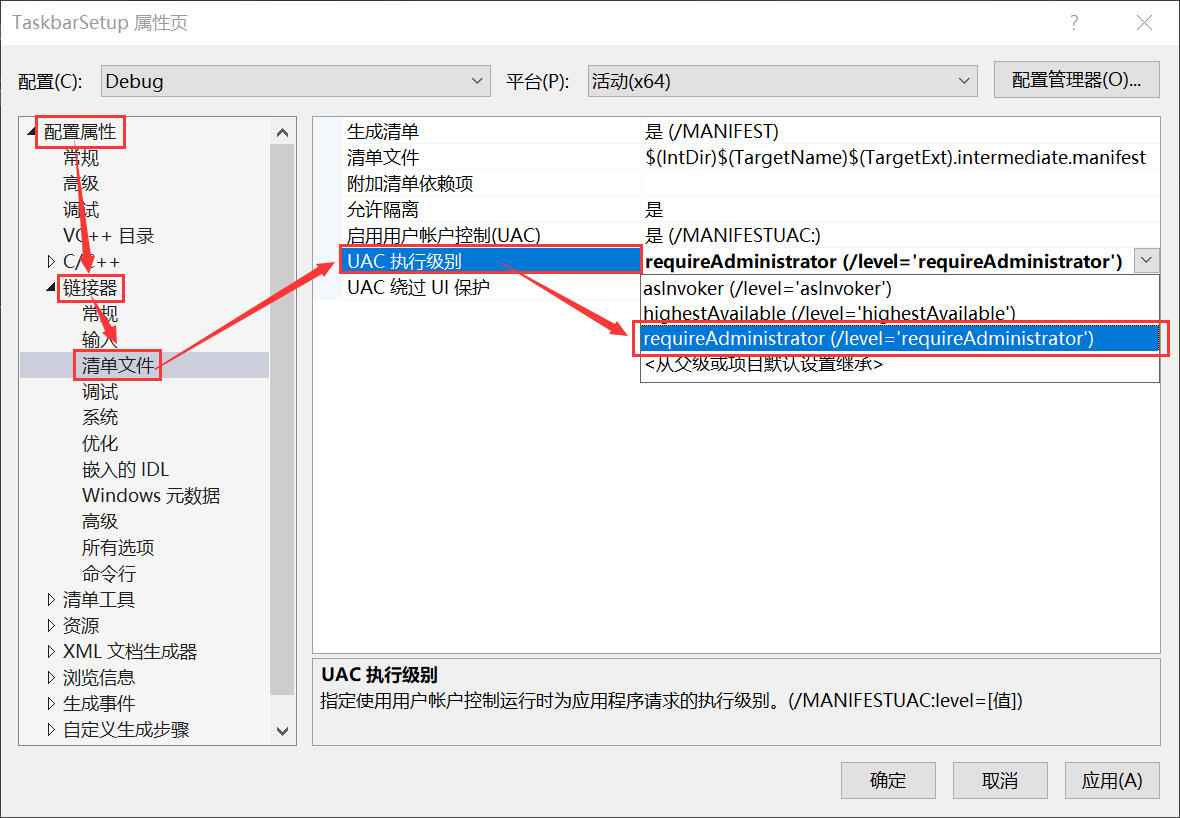 TaskbarSetup 属性页
配置(C): Debug 平台(P): 活动(x64) 配置管理器(O)...
配置属性
常规
高级
调试
VC++ 目录
C/C++
链接器
常规
输入
清单文件
调试
系统
优化
嵌入的 IDL
Windows 元数据
高级
所有选项
命令行
清单工具
资源
XML 文档生成器
浏览信息
生成事件
自定义生成步骤
生成清单 是 (/MANIFEST)
清单文件 $(IntDir)$(TargetName)$(TargetExt).intermediate.manifest
附加清单依赖项
允许隔离 是
启用用户帐户控制(UAC) 是 (/MANIFESTUAC:)
UAC 执行级别 requireAdministrator (/level='requireAdministrator')
UAC 绕过 UI 保护
asInvoker (/level='asInvoker')
highestAvailable (/level='highestAvailable')
requireAdministrator (/level='requireAdministrator')
<从父级或项目默认设置继承>
UAC 执行级别
指定使用用户帐户控制运行时为应用程序请求的执行级别。(/MANIFESTUAC:level=[值])
确定 取消 应用(A)